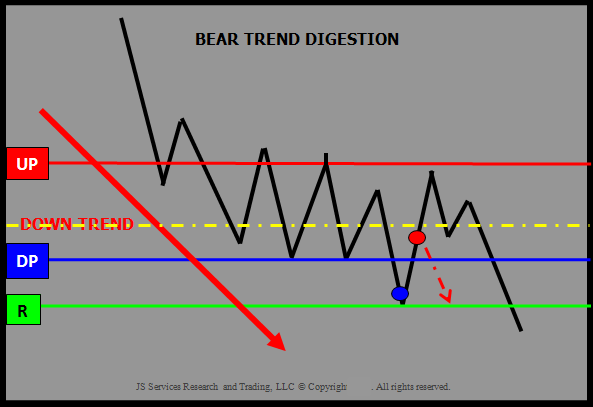 BEAR TREND DIGESTION
UP
DOWN TREND
DP
R
JS Services Research and Trading, LLC © Copyright . All rights reserved.